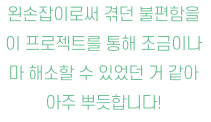 왼손잡이로써 겪던 불편함을
이 프로젝트를 통해 조금이나
마 해소할 수 있었던 거 같아
아주 뿌듯합니다!